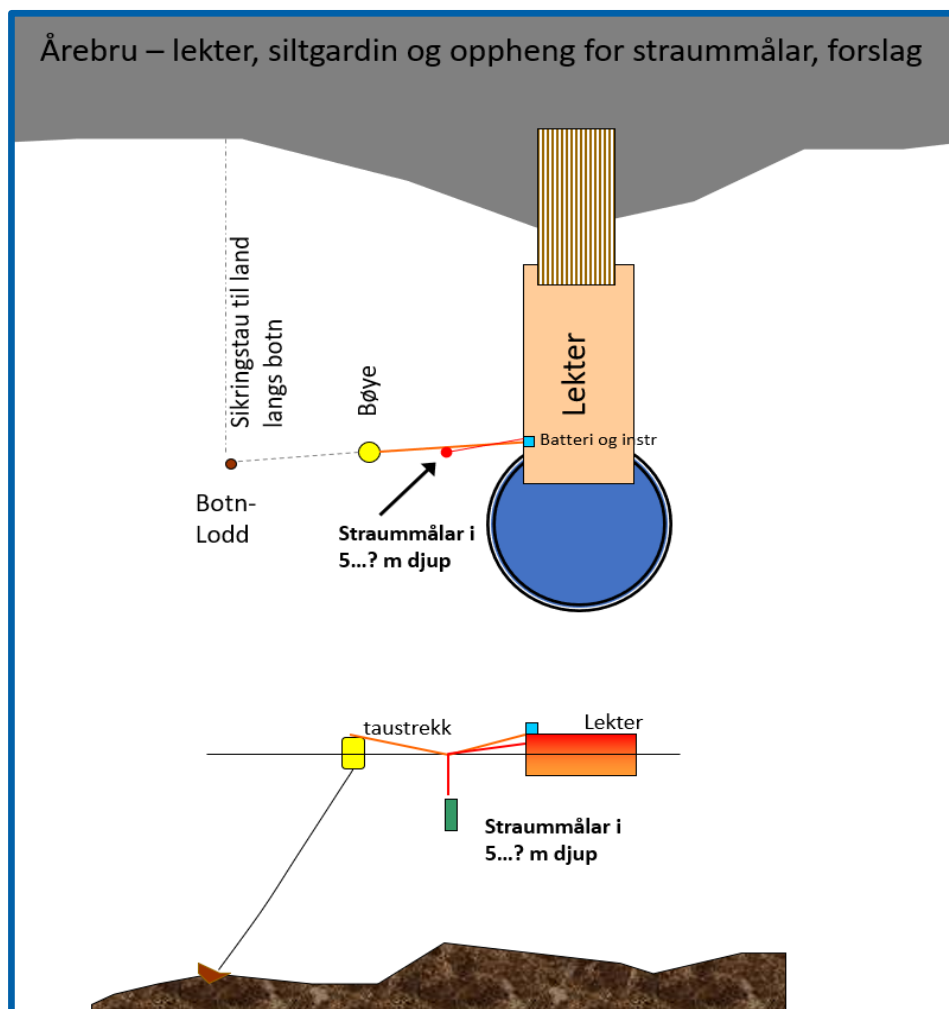 Årebru – lekter, siltgardin og oppheng for straummålar, forslag
Sikringstau til land
langs botn
Bøye
Lekter
Batteri og instr
Botn-
Lodd
Straummålar i
5...? m djup
taustrekk
Lekter
Straummålar i
5...? m djup